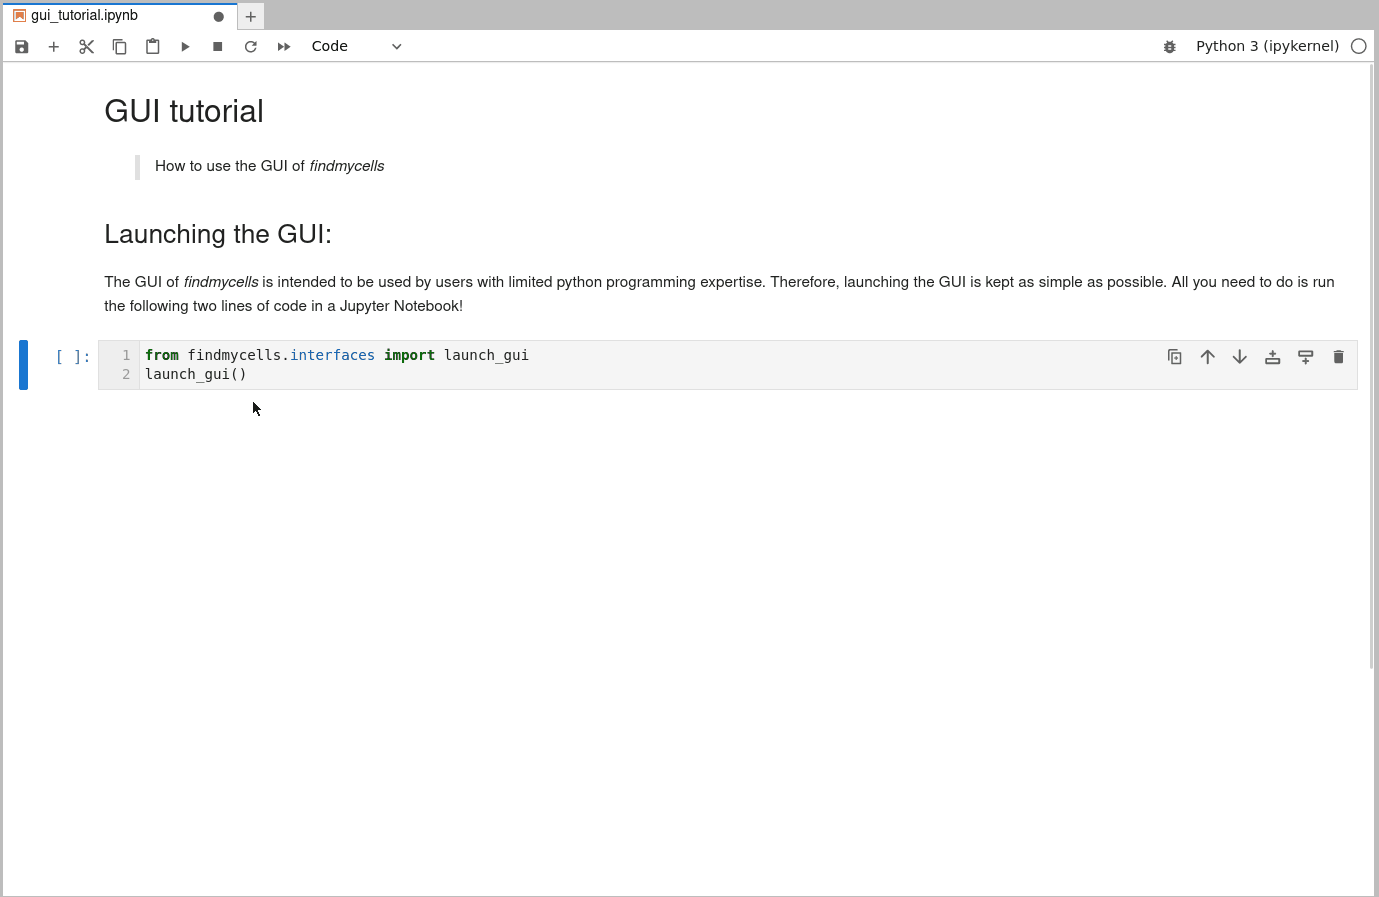 gui_tutorial.ipynb
Code
Python 3 (ipykernel)
GUI tutorial
How to use the GUI of findmycells
Launching the GUI:
The GUI of findmycells is intended to be used by users with limited python programming expertise. Therefore, launching the GUI is kept as simple as possible. All you need to do is run
the following two lines of code in a Jupyter Notebook!
[ ]:
1 from findmycells.interfaces import launch_gui
2 launch_gui()